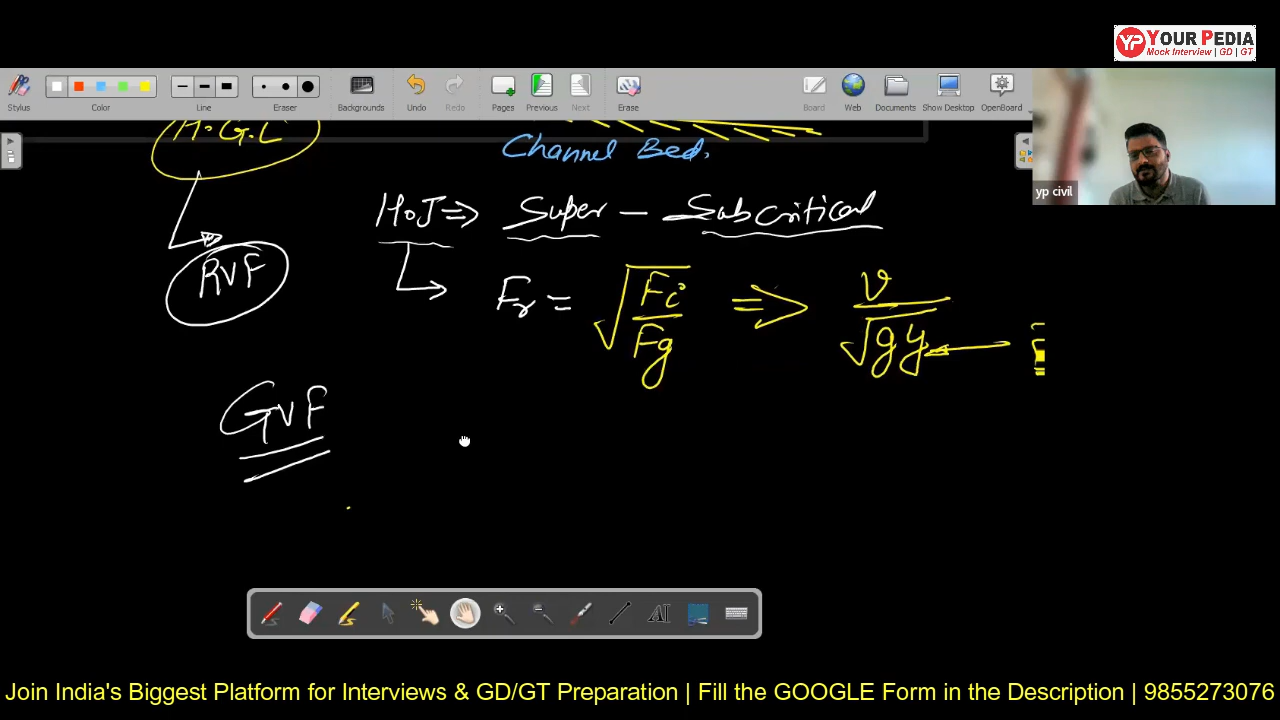 YP YOUR PEDIA
Mock Interview | GD | GT
Stylus Color Line Eraser Backgrounds Undo Redo Pages Previous Next Erase Board Web Documents Show Desktop OpenBoard
yp civil
H.G.L
Channel Bed.
HoJ => Super - Subcritical
RVF
Fr = √Fi/Fg => v/√gy
GVF
AI
Join India's Biggest Platform for Interviews & GD/GT Preparation | Fill the GOOGLE Form in the Description | 9855273076